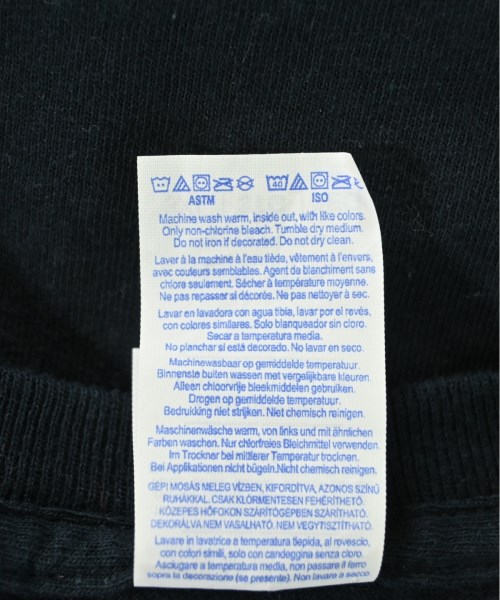 40
ASTM ISO
Machine wash warm, inside out, with like colors.
Only non-chlorine bleach. Tumble dry medium.
Do not iron if decorated. Do not dry clean.
Laver à la machine à l'eau tiède, vêtement à l'envers,
avec couleurs semblables. Agent de blanchiment sans
chlore seulement. Sécher à température moyenne.
Ne pas repasser si décorés. Ne pas nettoyer à sec.
Lavar en lavadora con agua tibia, lavar por el revés,
con colores similares. Solo blanqueador sin cloro.
Secar a temperatura media.
No planchar si está decorado. No lavar en seco.
Machinewasbaar op gemiddelde temperatuur.
Binnenste buiten wassen met vergelijkbare kleuren.
Alleen chloorvrije bleekmiddelen gebruiken.
Drogen op gemiddelde temperatuur.
Bedrukking niet strijken. Niet chemisch reinigen.
Maschinenwäsche warm, von links und mit ähnlichen
Farben waschen. Nur chlorfreies Bleichmittel verwenden.
Im Trockner bei mittlerer Temperatur trocknen.
Bei Applikationen nicht bügeln.Nicht chemisch reinigen.
GÉPI MOSÁS MELEG VÍZBEN, KIFORDÍTVA, AZONOS SZÍNŰ
RUHÁKKAL. CSAK KLÓRMENTESEN FEHÉRÍTHETŐ.
KÖZEPES HŐFOKON SZÁRÍTÓGÉPBEN SZÁRÍTHATÓ.
DEKORÁLVA NEM VASALHATÓ. NEM VEGYTISZTÍTHATÓ.
Lavare in lavatrice a temperatura tiepida, al rovescio,
con colori simili, solo con candeggina senza cloro.
Asciugare a temperatura media, non passare il ferro
sopra la decorazione (se presente). Non lavare a secco.